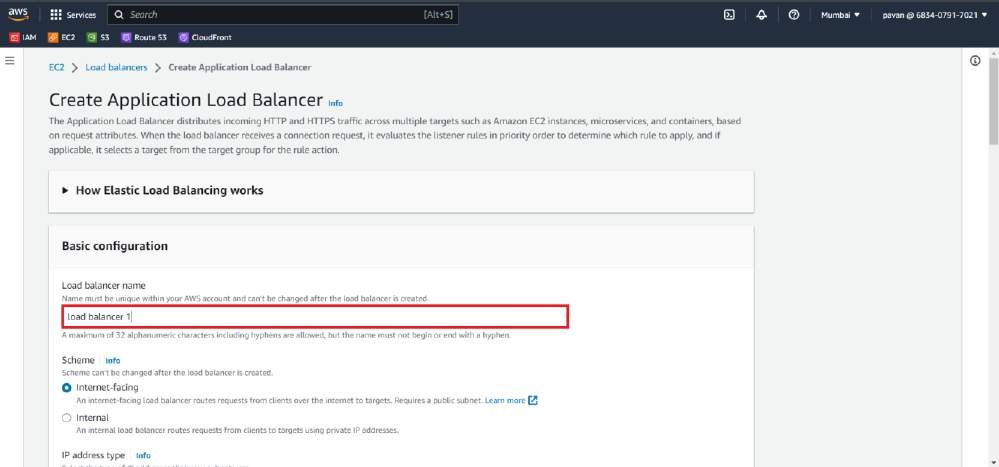 aws Services Search [Alt+S] Mumbai pavan @ 6834-0791-7021
IAM EC2 S3 Route 53 CloudFront
EC2 Load balancers Create Application Load Balancer
Create Application Load Balancer Info
The Application Load Balancer distributes incoming HTTP and HTTPS traffic across multiple targets such as Amazon EC2 instances, microservices, and containers, based
on request attributes. When the load balancer receives a connection request, it evaluates the listener rules in priority order to determine which rule to apply, and if
applicable, it selects a target from the target group for the rule action.
How Elastic Load Balancing works
Basic configuration
Load balancer name
Name must be unique within your AWS account and can't be changed after the load balancer is created.
load balancer 1
A maximum of 32 alphanumeric characters including hyphens are allowed, but the name must not begin or end with a hyphen.
Scheme Info
Scheme can't be changed after the load balancer is created.
Internet-facing
An internet-facing load balancer routes requests from clients over the internet to targets. Requires a public subnet. Learn more
Internal
An internal load balancer routes requests from clients to targets using private IP addresses.
IP address type Info